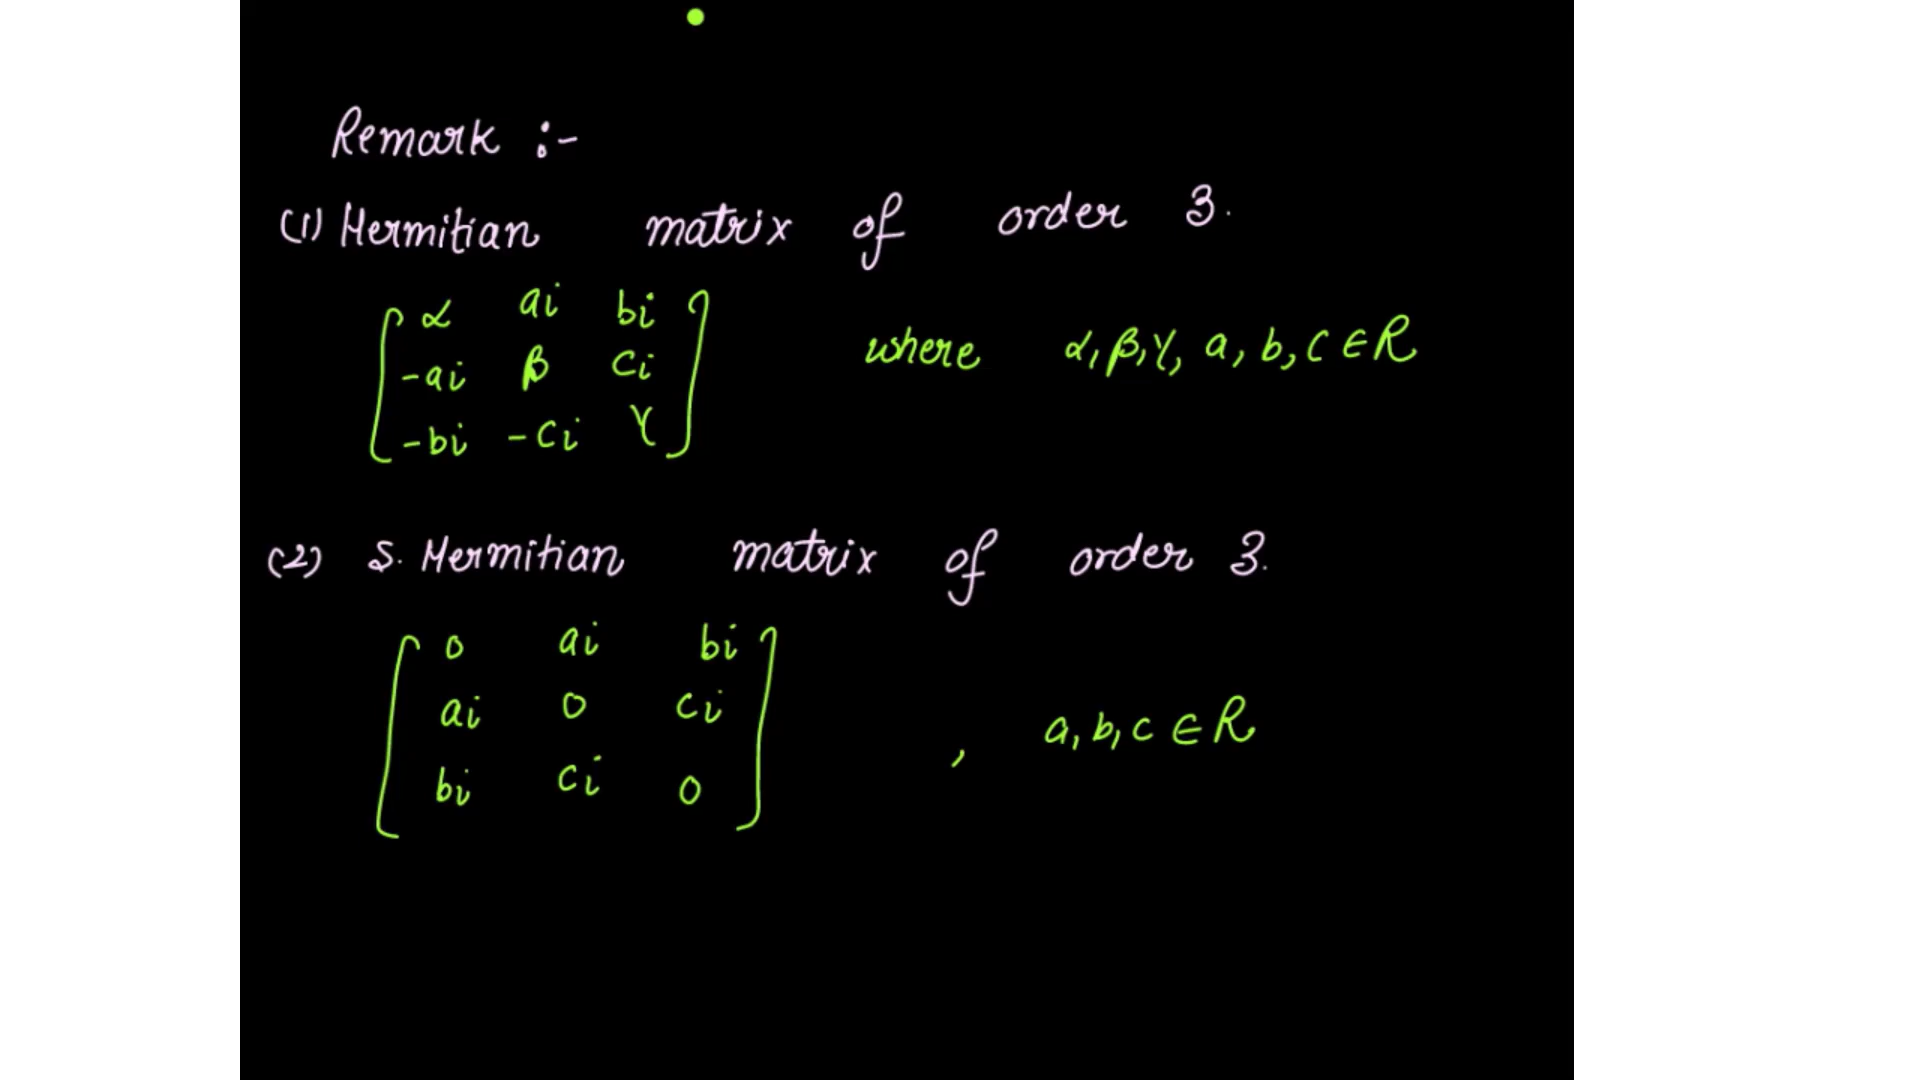 Remark :-
(1) Hermitian matrix of order 3.
α ai bi
-ai β ci where α, β, γ, a, b, c ∈ R
-bi -ci γ
(2) S. Hermitian matrix of order 3.
0 ai bi
ai 0 ci , a, b, c ∈ R
bi ci 0